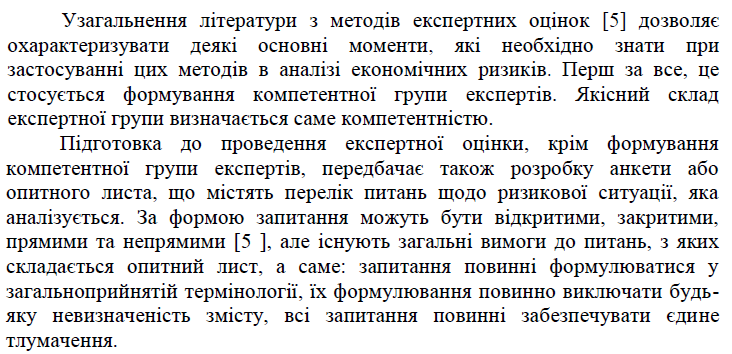 Узагальнення літератури з методів експертних оцінок [5] дозволяє
охарактеризувати деякі основні моменти, які необхідно знати при
застосуванні цих методів в аналізі економічних ризиків. Перш за все, це
стосується формування компетентної групи експертів. Якісний склад
експертної групи визначається саме компетентністю.
Підготовка до проведення експертної оцінки, крім формування
компетентної групи експертів, передбачає також розробку анкети або
опитного листа, що містять перелік питань щодо ризикової ситуації, яка
аналізується. За формою запитання можуть бути відкритими, закритими,
прямими та непрямими [5 ], але існують загальні вимоги до питань, з яких
складається опитний лист, а саме: запитання повинні формулюватися у
загальноприйнятій термінології, їх формулювання повинно виключати будь-
яку невизначеність змісту, всі запитання повинні забезпечувати єдине
тлумачення.